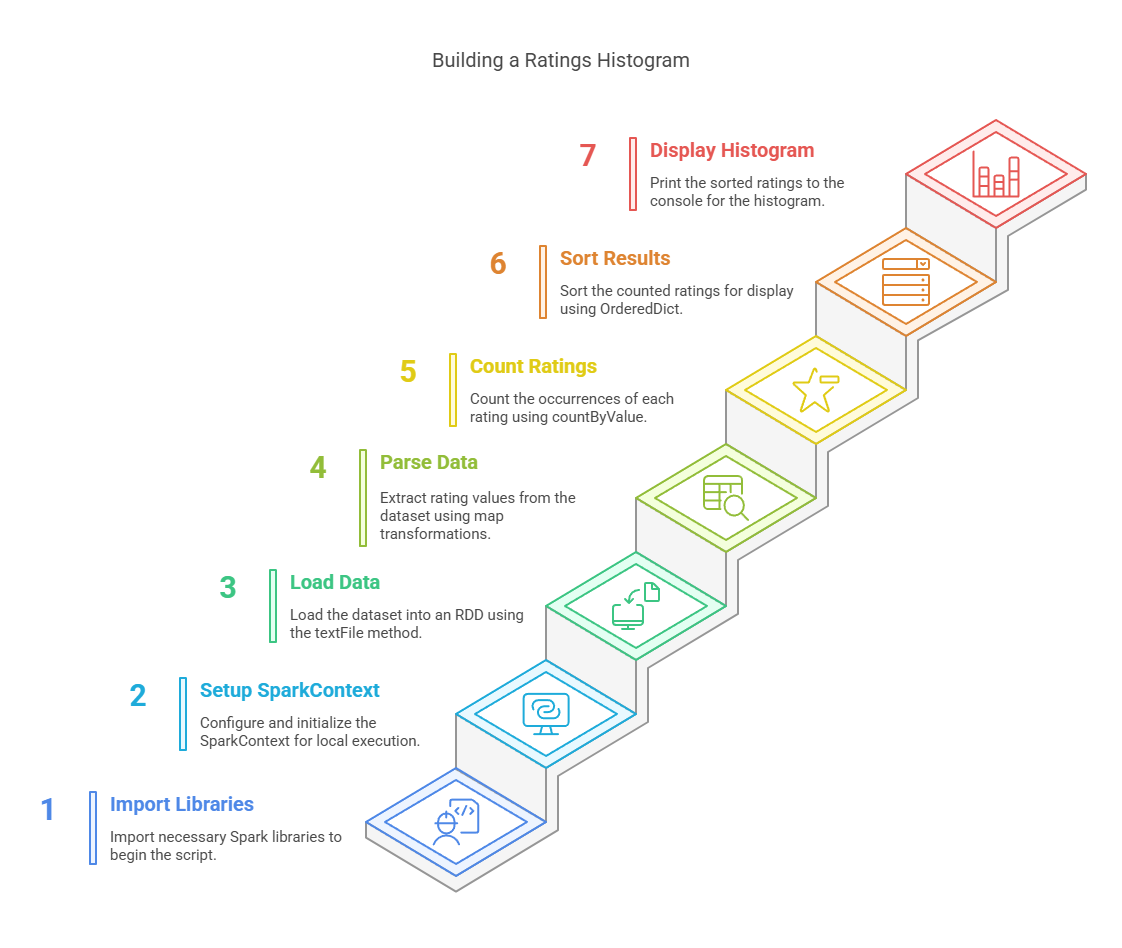 Building a Ratings Histogram
7
Display Histogram
Print the sorted ratings to the
console for the histogram.
6
Sort Results
Sort the counted ratings for display
using OrderedDict.
5
Count Ratings
Count the occurrences of each
rating using countByValue.
4
Parse Data
Extract rating values from the
dataset using map
transformations.
3
Load Data
Load the dataset into an RDD using
the textFile method.
2
Setup SparkContext
Configure and initialize the
SparkContext for local execution.
1
Import Libraries
Import necessary Spark libraries to
begin the script.